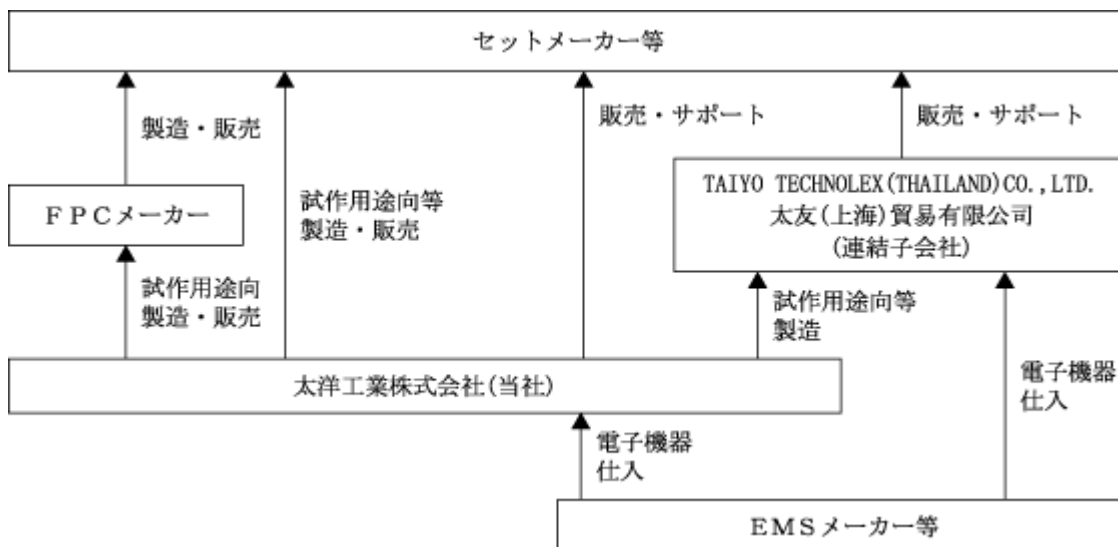 セットメーカー等
製造・販売
販売・サポート
販売・サポート
ＦＰＣメーカー
試作用途向等
製造・販売
TAIYO TECHNOLEX(THAILAND)CO.,LTD.
太友(上海)貿易有限公司
(連結子会社)
試作用途向
製造・販売
試作用途向等
製造
太洋工業株式会社(当社)
電子機器
仕入
電子機器
仕入
ＥＭＳメーカー等